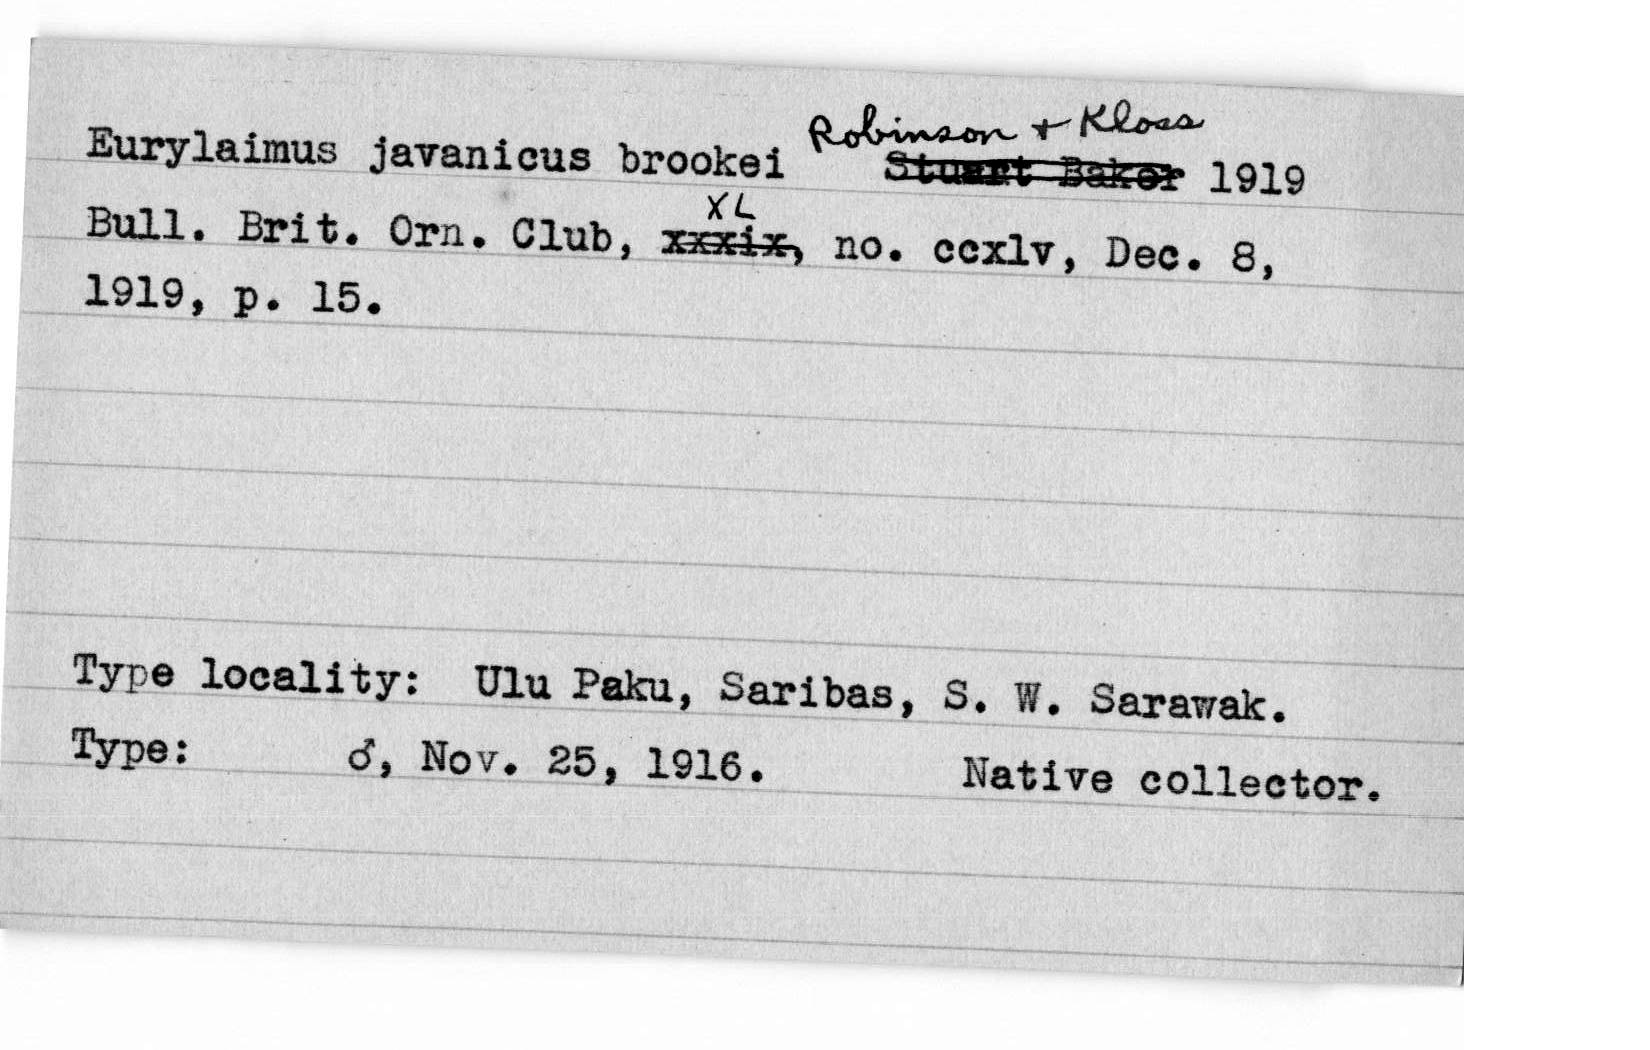 Robinson + Kloss
Eurylaimus javanicus brookei Stuart Baker 1919
XL
Bull. Brit. Orn. Club, xxxix, no. ccxlv, Dec. 8,
1919, p. 15.
Type locality: Ulu Paku, Saribas, S. W. Sarawak.
Type: ♂, Nov. 25, 1916. Native collector.